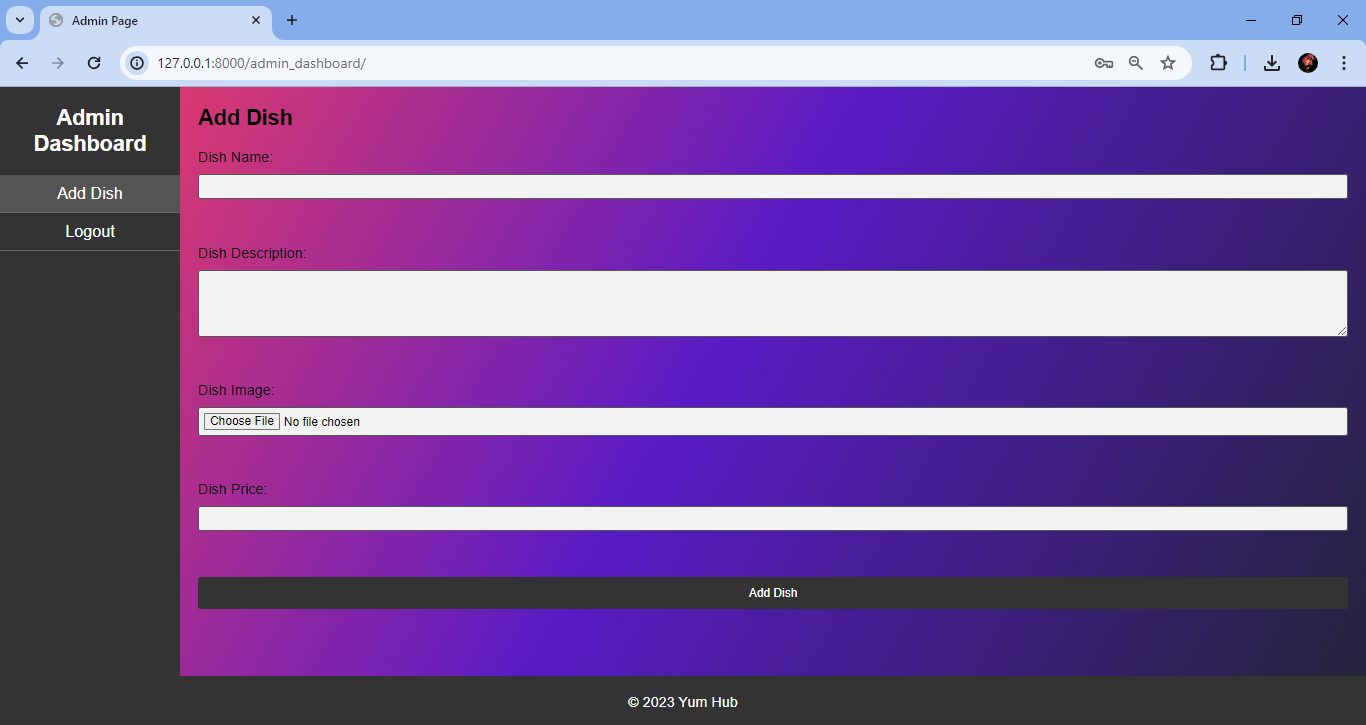 Admin Page
127.0.0.1:8000/admin_dashboard/
Admin
Dashboard
Add Dish
Logout
Add Dish
Dish Name:
Dish Description:
Dish Image:
Choose File No file chosen
Dish Price:
Add Dish
© 2023 Yum Hub